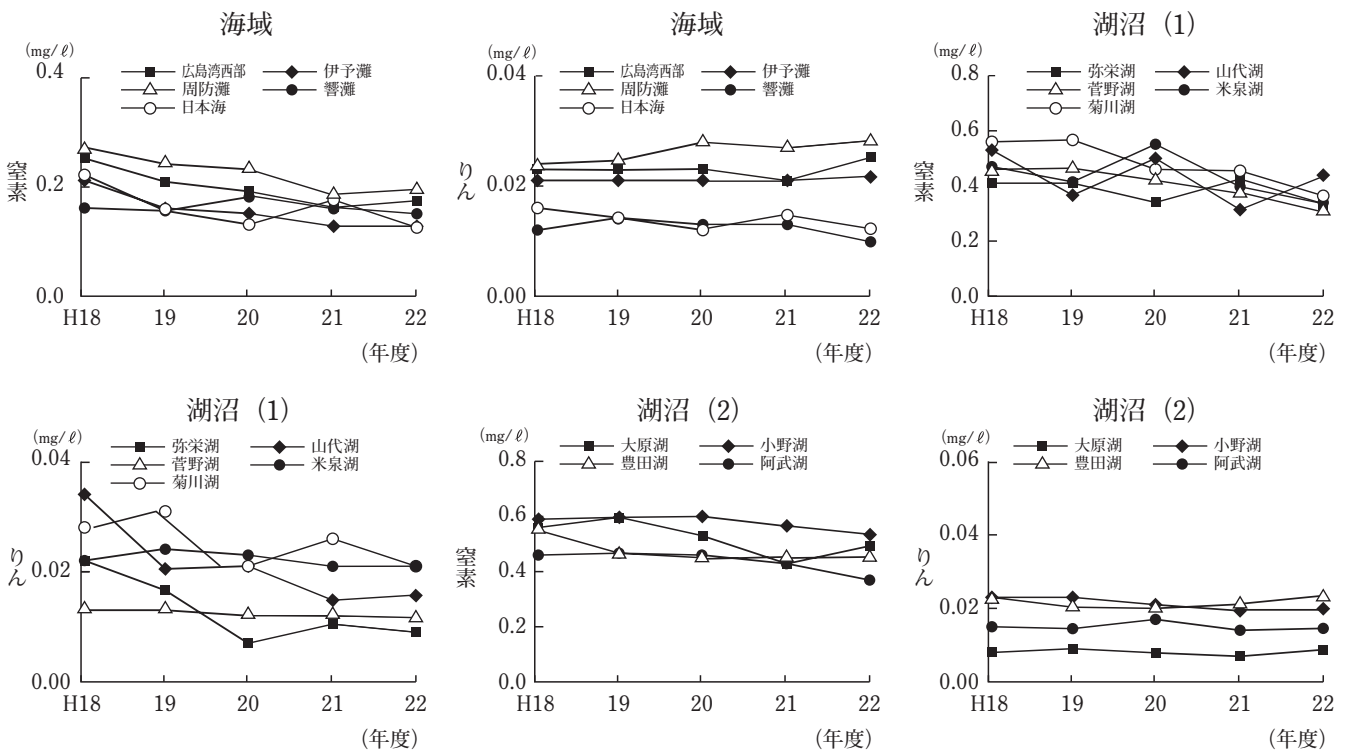 海域
(mg/ℓ)
広島湾西部 伊予灘
周防灘 響灘
日本海
0.4
0.2
0.0
窒素
H18 19 20 21 22
(年度)
海域
(mg/ℓ)
広島湾西部 伊予灘
周防灘 響灘
日本海
0.04
0.02
0.00
りん
H18 19 20 21 22
(年度)
湖沼 (1)
(mg/ℓ)
弥栄湖 山代湖
菅野湖 米泉湖
菊川湖
0.8
0.6
0.4
0.2
0.0
窒素
H18 19 20 21 22
(年度)
湖沼 (1)
(mg/ℓ)
弥栄湖 山代湖
菅野湖 米泉湖
菊川湖
0.04
0.02
0.00
りん
H18 19 20 21 22
(年度)
湖沼 (2)
(mg/ℓ)
大原湖 小野湖
豊田湖 阿武湖
0.8
0.6
0.4
0.2
0.0
窒素
H18 19 20 21 22
(年度)
湖沼 (2)
(mg/ℓ)
大原湖 小野湖
豊田湖 阿武湖
0.06
0.04
0.02
0.00
りん
H18 19 20 21 22
(年度)